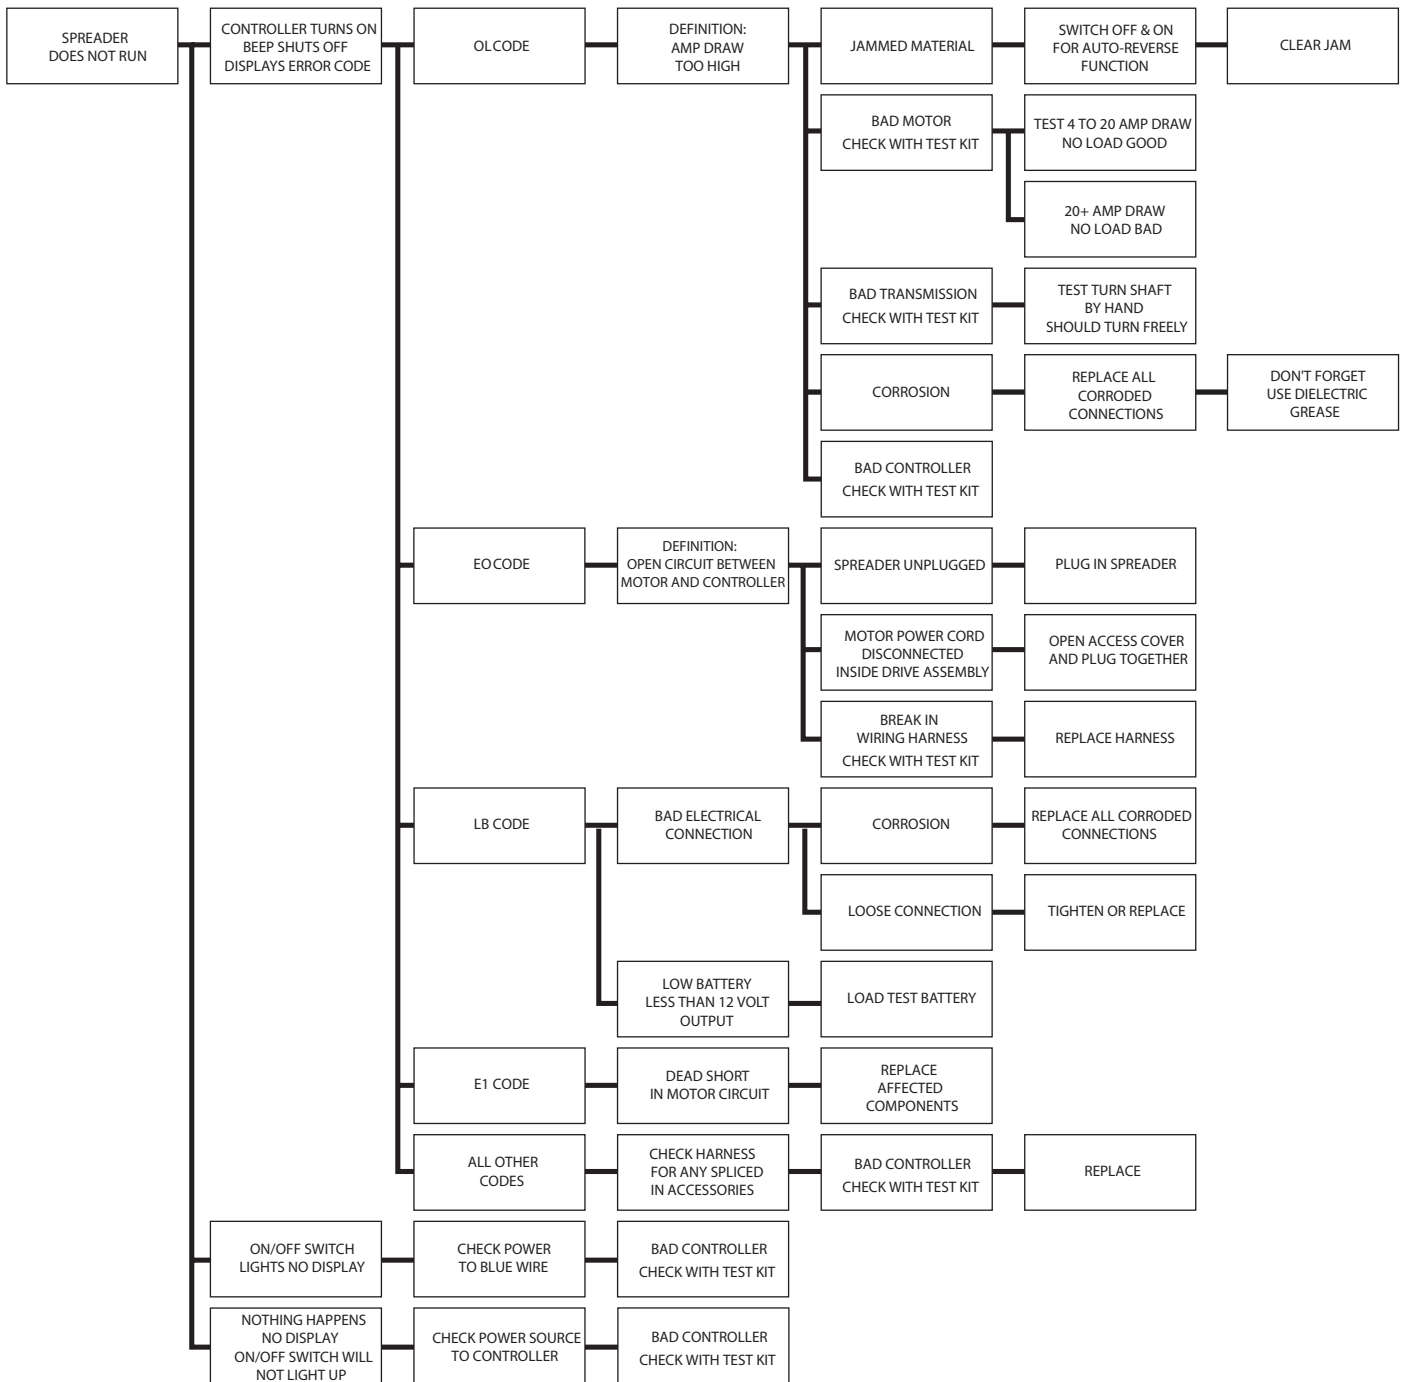 SPREADER
DOES NOT RUN
CONTROLLER TURNS ON
BEEP SHUTS OFF
DISPLAYS ERROR CODE
OL CODE
DEFINITION:
AMP DRAW
TOO HIGH
JAMMED MATERIAL
SWITCH OFF & ON
FOR AUTO-REVERSE
FUNCTION
CLEAR JAM
BAD MOTOR
CHECK WITH TEST KIT
TEST 4 TO 20 AMP DRAW
NO LOAD GOOD
20+ AMP DRAW
NO LOAD BAD
BAD TRANSMISSION
CHECK WITH TEST KIT
TEST TURN SHAFT
BY HAND
SHOULD TURN FREELY
CORROSION
REPLACE ALL
CORRODED
CONNECTIONS
DON'T FORGET
USE DIELECTRIC
GREASE
BAD CONTROLLER
CHECK WITH TEST KIT
EO CODE
DEFINITION:
OPEN CIRCUIT BETWEEN
MOTOR AND CONTROLLER
SPREADER UNPLUGGED
PLUG IN SPREADER
MOTOR POWER CORD
DISCONNECTED
INSIDE DRIVE ASSEMBLY
OPEN ACCESS COVER
AND PLUG TOGETHER
BREAK IN
WIRING HARNESS
CHECK WITH TEST KIT
REPLACE HARNESS
LB CODE
BAD ELECTRICAL
CONNECTION
CORROSION
REPLACE ALL CORRODED
CONNECTIONS
LOOSE CONNECTION
TIGHTEN OR REPLACE
LOW BATTERY
LESS THAN 12 VOLT
OUTPUT
LOAD TEST BATTERY
E1 CODE
DEAD SHORT
IN MOTOR CIRCUIT
REPLACE
AFFECTED
COMPONENTS
ALL OTHER
CODES
CHECK HARNESS
FOR ANY SPLICED
IN ACCESSORIES
BAD CONTROLLER
CHECK WITH TEST KIT
REPLACE
ON/OFF SWITCH
LIGHTS NO DISPLAY
CHECK POWER
TO BLUE WIRE
BAD CONTROLLER
CHECK WITH TEST KIT
NOTHING HAPPENS
NO DISPLAY
ON/OFF SWITCH WILL
NOT LIGHT UP
CHECK POWER SOURCE
TO CONTROLLER
BAD CONTROLLER
CHECK WITH TEST KIT